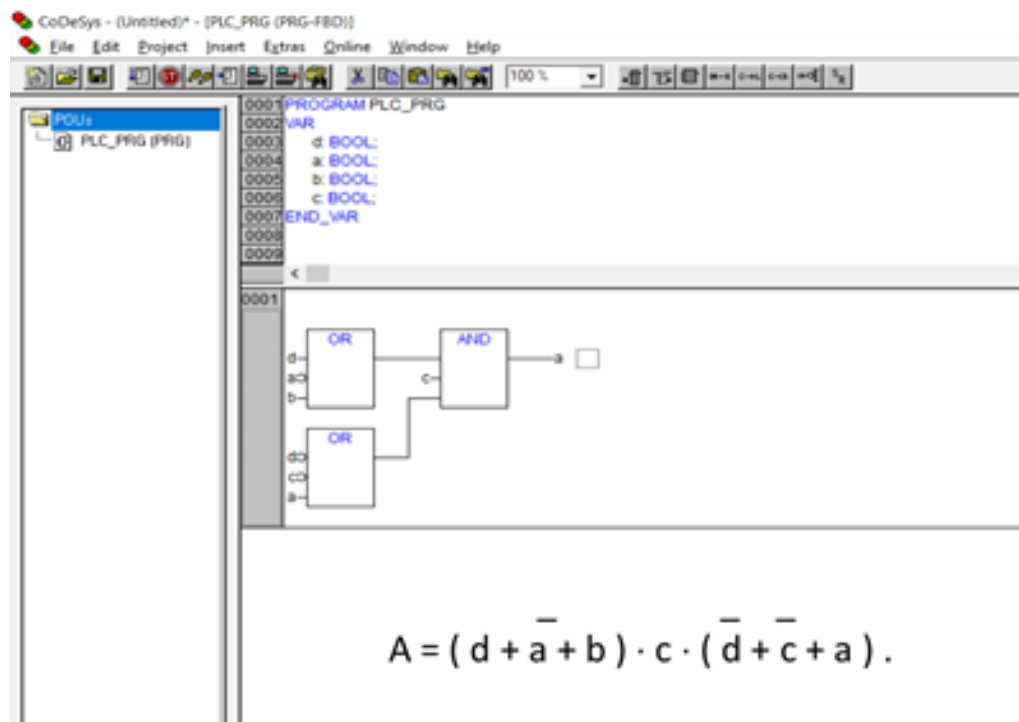 CoDeSys - (Untitled)* - [PLC_PRG (PRG-FBD)]
File Edit Project Insert Extras Online Window Help
100 %
POUs
PLC_PRG (PRG)
0001 PROGRAM PLC_PRG
0002 VAR
0003 d: BOOL;
0004 a: BOOL;
0005 b: BOOL;
0006 c: BOOL;
0007 END_VAR
0008
0009
0001
OR
AND
d
a
a
c
b
OR
d
c
a
A = ( d + a̅ + b ) · c · ( d̅ + c̅ + a ) .